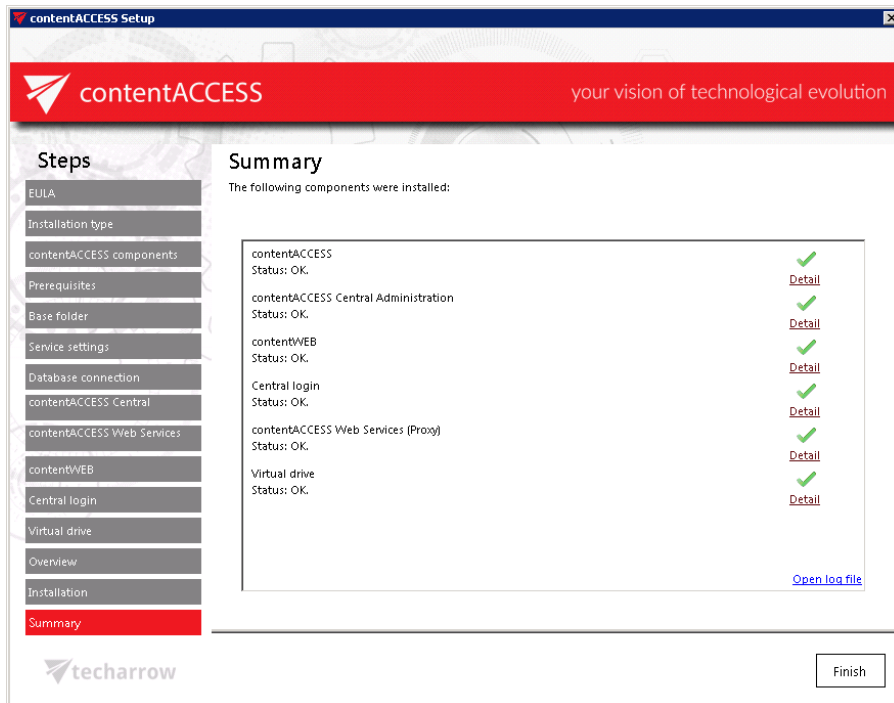 contentACCESS Setup
contentACCESS
your vision of technological evolution
Steps
EULA
Installation type
contentACCESS components
Prerequisites
Base folder
Service settings
Database connection
contentACCESS Central
contentACCESS Web Services
contentWEB
Central login
Virtual drive
Overview
Installation
Summary
Summary
The following components were installed:
contentACCESS
Status: OK.
Detail
contentACCESS Central Administration
Status: OK.
Detail
contentWEB
Status: OK.
Detail
Central login
Status: OK.
Detail
contentACCESS Web Services (Proxy)
Status: OK.
Detail
Virtual drive
Status: OK.
Detail
Open log file
techarrow
Finish